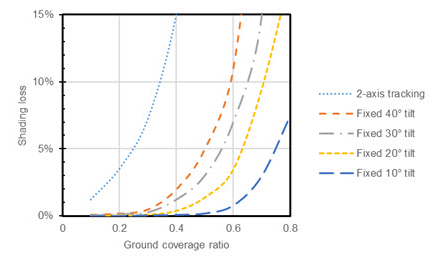 15%
10%
5%
0%
Shading loss
0
0.2
0.4
0.6
0.8
Ground coverage ratio
2-axis tracking
Fixed 40° tilt
Fixed 30° tilt
Fixed 20° tilt
Fixed 10° tilt